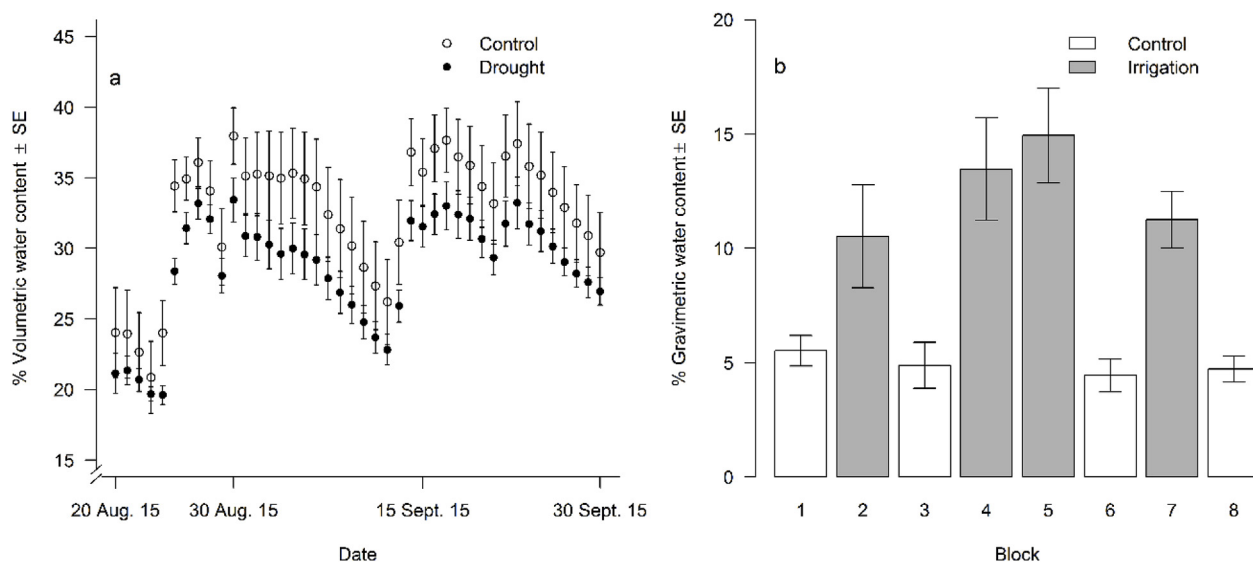 a
Control
Drought
45
40
35
30
25
20
15
% Volumetric water content ± SE
20 Aug. 15
30 Aug. 15
15 Sept. 15
30 Sept. 15
Date
b
Control
Irrigation
20
15
10
5
0
% Gravimetric water content ± SE
1 2 3 4 5 6 7 8
Block